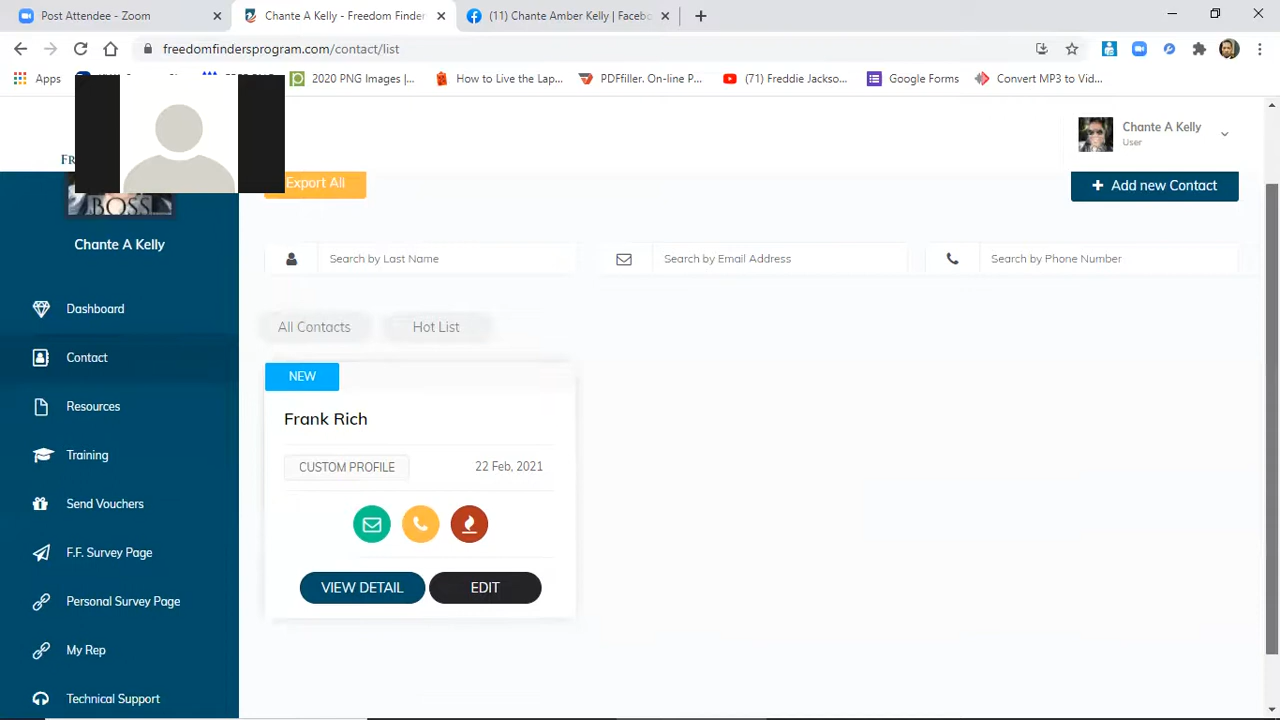 Post Attendee - Zoom
Chante A Kelly - Freedom Finder
(11) Chante Amber Kelly | Facebo
freedomfindersprogram.com/contact/list
Apps
2020 PNG Images |...
How to Live the Lap...
PDFfiller. On-line P...
(71) Freddie Jackso...
Google Forms
Convert MP3 to Vid...
Chante A Kelly
User
Fr
BOSS
Export All
Add new Contact
Chante A Kelly
Search by Last Name
Search by Email Address
Search by Phone Number
Dashboard
Contact
Resources
Training
Send Vouchers
F.F. Survey Page
Personal Survey Page
My Rep
Technical Support
All Contacts
Hot List
NEW
Frank Rich
CUSTOM PROFILE
22 Feb, 2021
VIEW DETAIL
EDIT